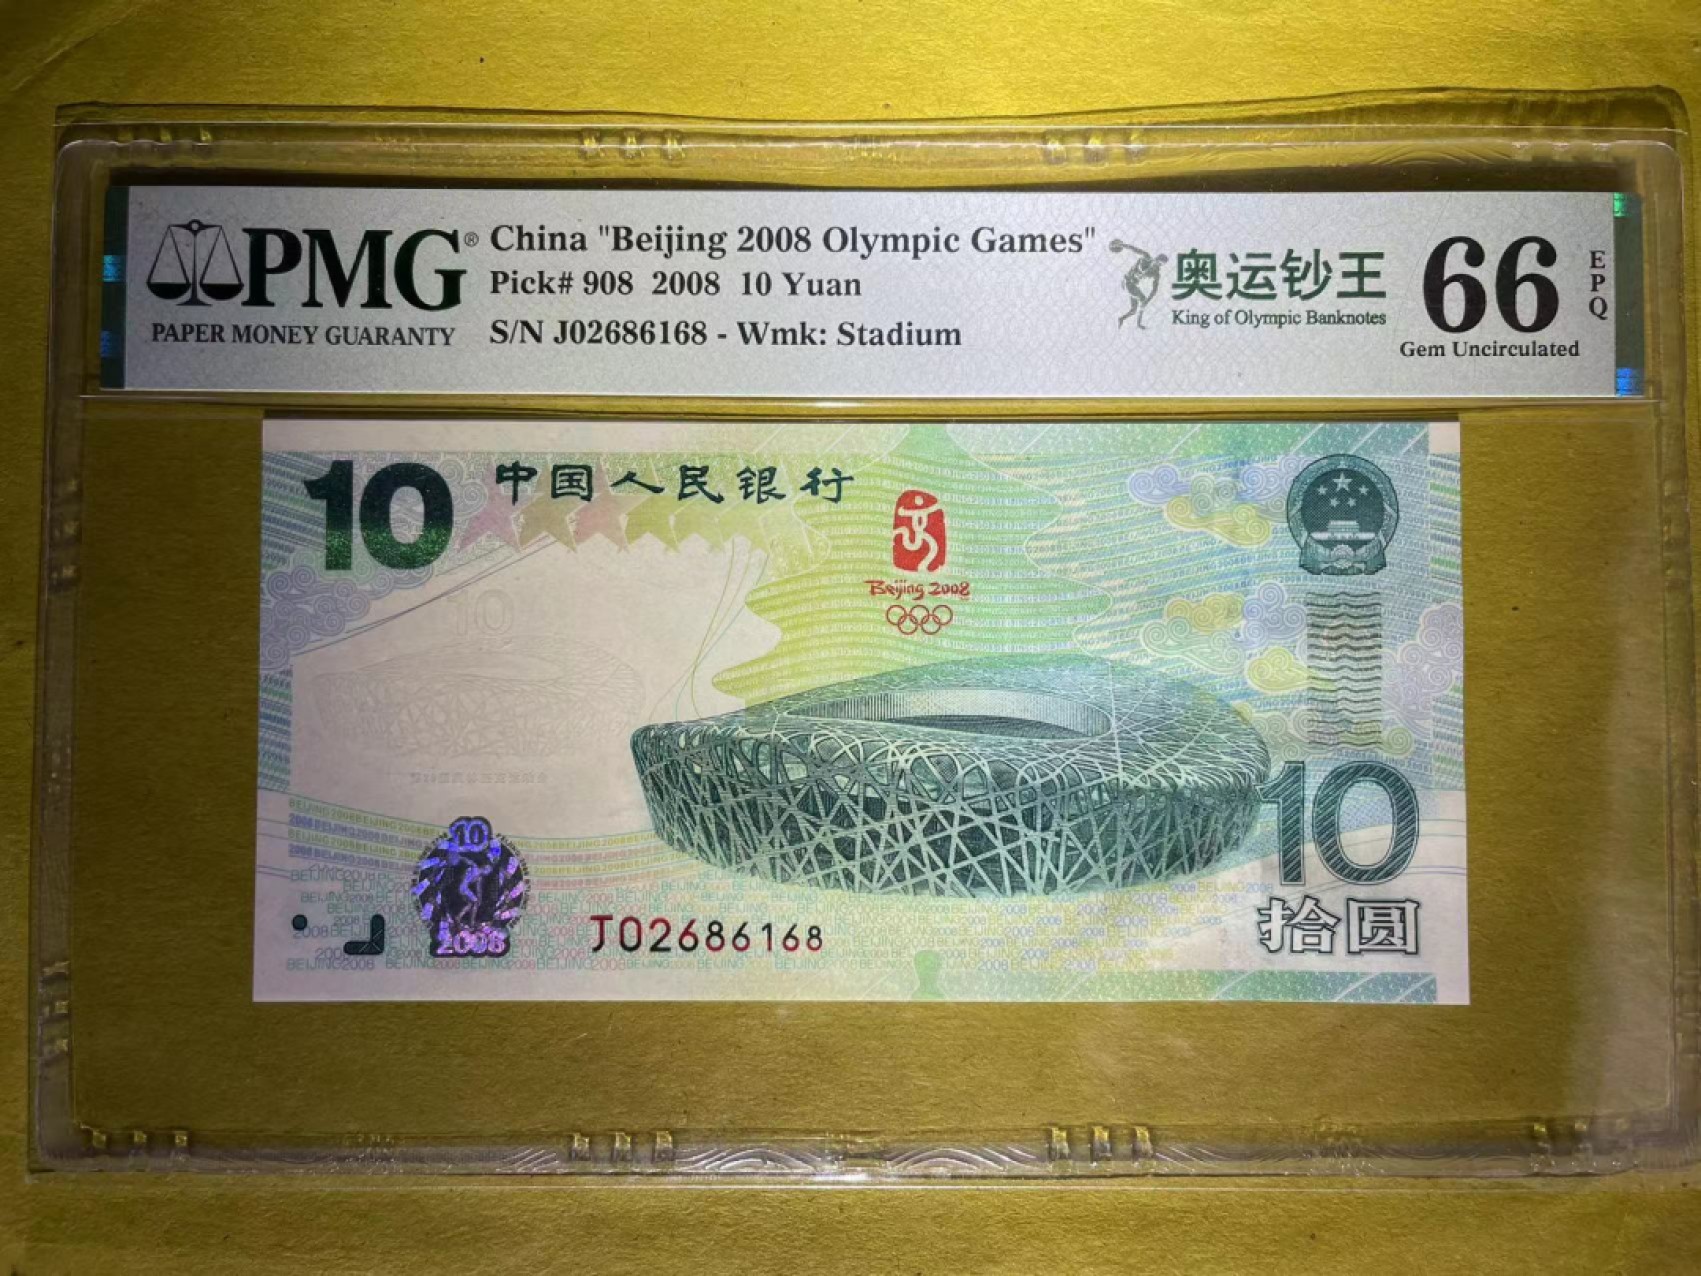 PMG®
PAPER MONEY GUARANTY
China "Beijing 2008 Olympic Games"
Pick# 908 2008 10 Yuan
S/N J02686168 - Wmk: Stadium
奥运钞王
King of Olympic Banknotes
66
EPQ
Gem Uncirculated
10 中国人民银行
Beijing 2008
10
10
10
2008
J02686168
拾圆